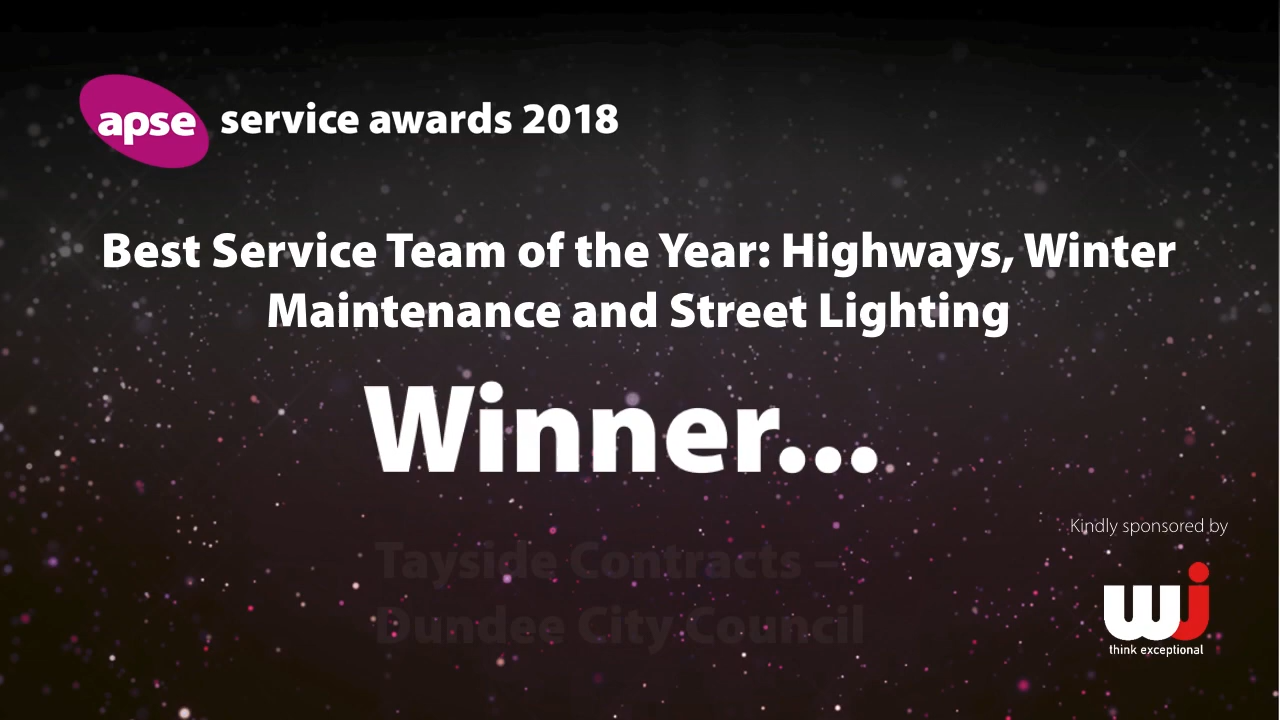 apse service awards 2018
Best Service Team of the Year: Highways, Winter
Maintenance and Street Lighting
Winner...
Tayside Contracts –
Dundee City Council
Kindly sponsored by
wj
think exceptional